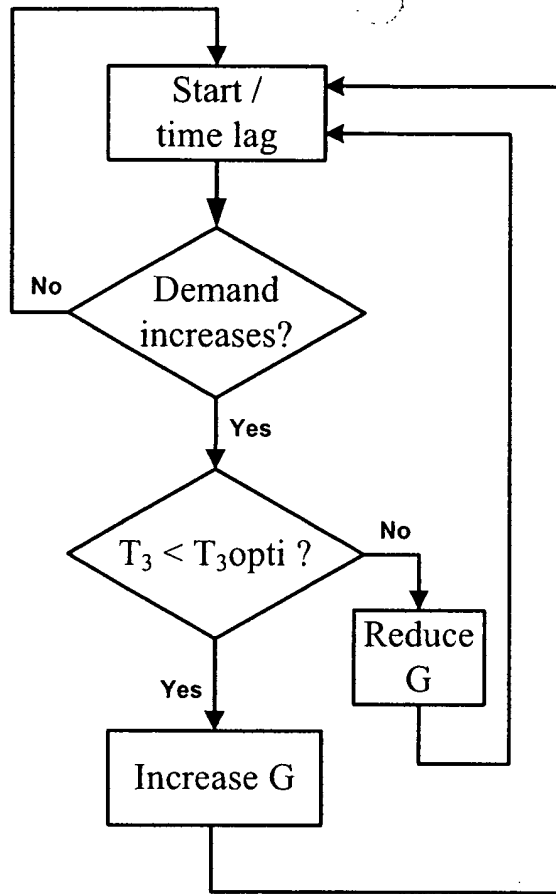 Start /
time lag
No
Demand
increases?
Yes
T₃ < T₃opti ?
No
Reduce
G
Yes
Increase G